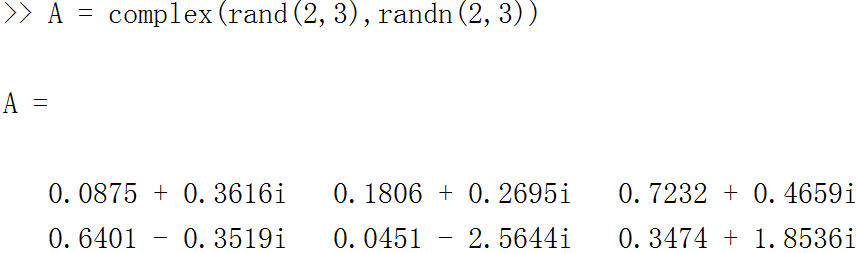 >> A = complex(rand(2,3),randn(2,3))
A =
0.0875 + 0.3616i   0.1806 + 0.2695i   0.7232 + 0.4659i
0.6401 - 0.3519i   0.0451 - 2.5644i   0.3474 + 1.8536i